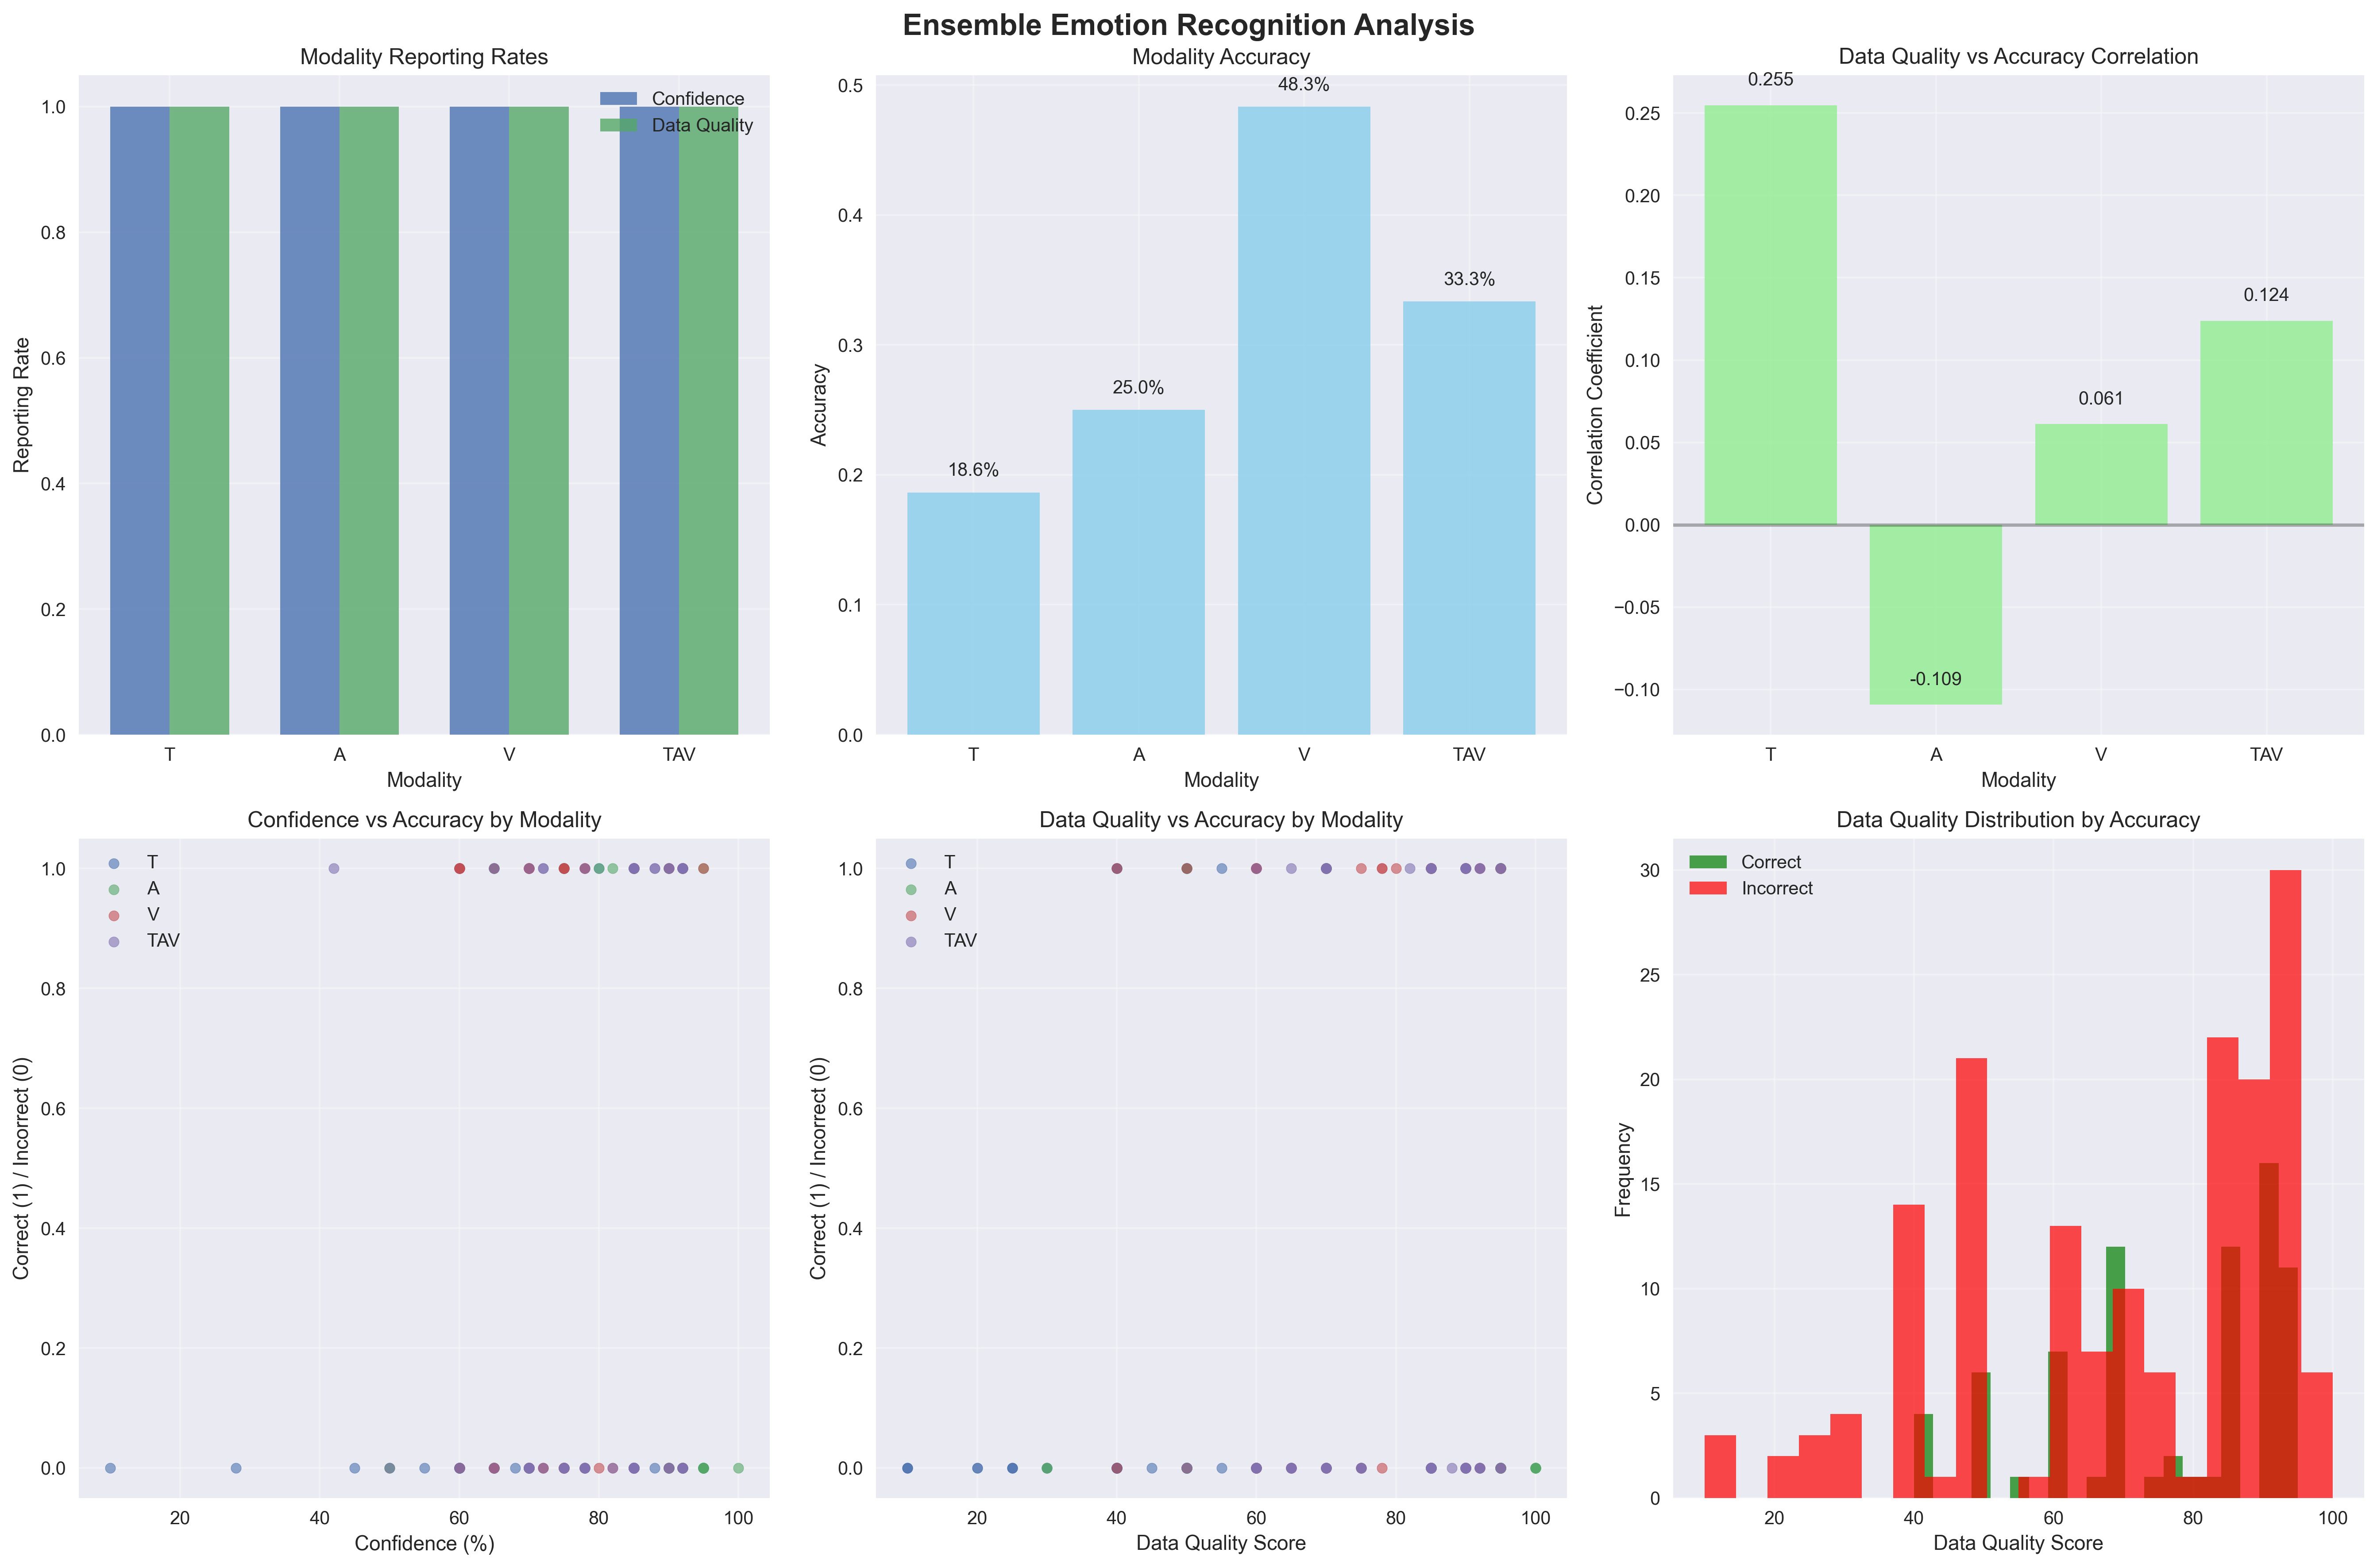 Ensemble Emotion Recognition Analysis
Modality Reporting Rates
Confidence
Data Quality
1.0
0.8
0.6
0.4
0.2
0.0
Reporting Rate
T
A
V
TAV
Modality
Modality Accuracy
0.5
0.4
0.3
0.2
0.1
0.0
Accuracy
18.6%
25.0%
48.3%
33.3%
T
A
V
TAV
Modality
Data Quality vs Accuracy Correlation
0.25
0.20
0.15
0.10
0.05
0.00
−0.05
−0.10
Correlation Coefficient
0.255
-0.109
0.061
0.124
T
A
V
TAV
Modality
Confidence vs Accuracy by Modality
T
A
V
TAV
1.0
0.8
0.6
0.4
0.2
0.0
Correct (1) / Incorrect (0)
20
40
60
80
100
Confidence (%)
Data Quality vs Accuracy by Modality
T
A
V
TAV
1.0
0.8
0.6
0.4
0.2
0.0
Correct (1) / Incorrect (0)
20
40
60
80
100
Data Quality Score
Data Quality Distribution by Accuracy
Correct
Incorrect
30
25
20
15
10
5
0
Frequency
20
40
60
80
100
Data Quality Score